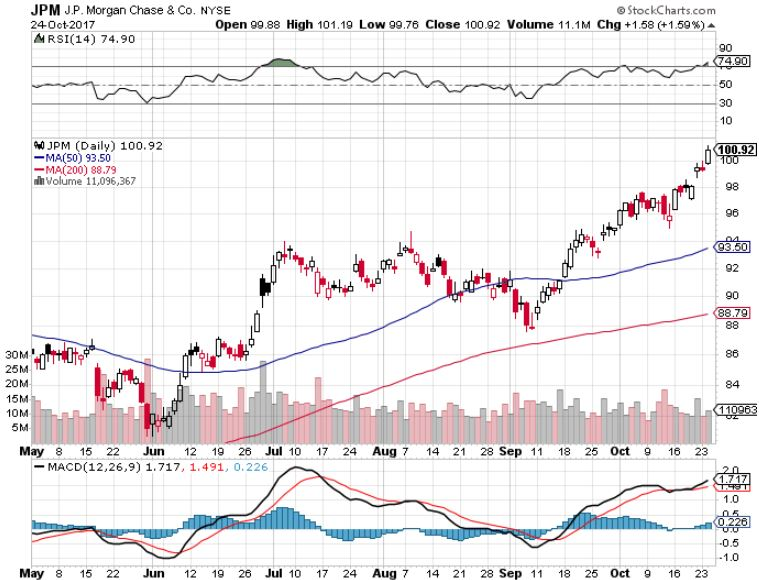 JPM J.P. Morgan Chase & Co. NYSE © StockCharts.com
24-Oct-2017 Open 99.88 High 101.19 Low 99.76 Close 100.92 Volume 11.1M Chg +1.58 (+1.59%)
RSI(14) 74.90
90
74.90
70
50
30
10
JPM (Daily) 100.92
MA(50) 93.50
MA(200) 88.79
Volume 11,096,367
100.92
100
98
96
94
93.50
92
90
88.79
88
86
84
82
30M
25M
20M
15M
10M
5M
110963
May 8 15 22 Jun 12 19 26 Jul 10 17 24 Aug 7 14 21 Sep 11 18 25 Oct 9 16 23
MACD(12,26,9) 1.717, 1.491, 0.226
2.0
1.717
1.491
1.0
0.5
0.226
0.0
-0.5
-1.0
May 8 15 22 Jun 12 19 26 Jul 10 17 24 Aug 7 14 21 Sep 11 18 25 Oct 9 16 23